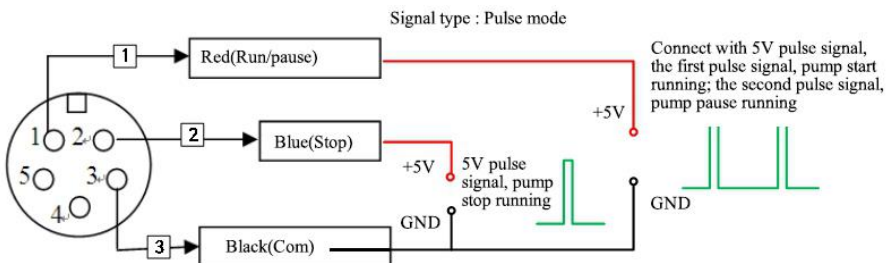 Signal type : Pulse mode
1
Red(Run/pause)
Connect with 5V pulse signal,
the first pulse signal, pump start
running; the second pulse signal,
pump pause running
+5V
1 2
2
Blue(Stop)
+5V
5V pulse
signal, pump
stop running
5 3
GND
GND
4
3
Black(Com)